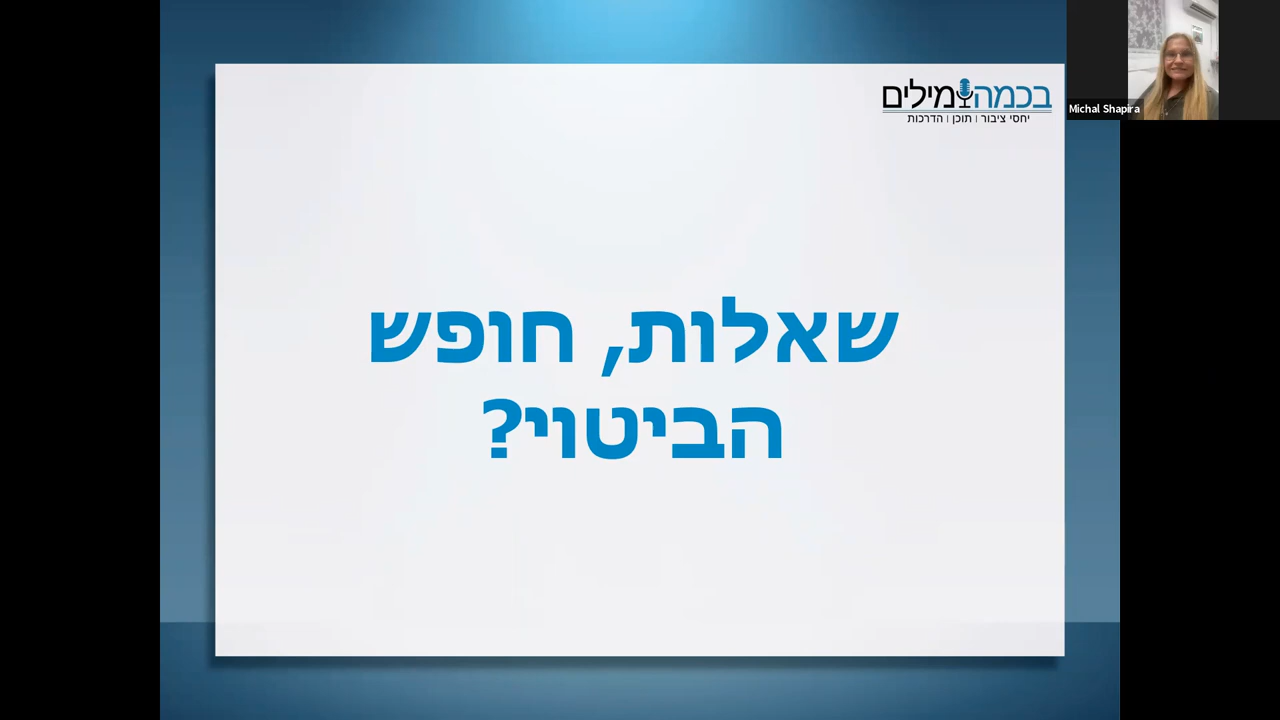 בכמה מילים
יחסי ציבור | תוכן | הדרכות
Michal Shapira
שאלות, חופש
הביטוי?